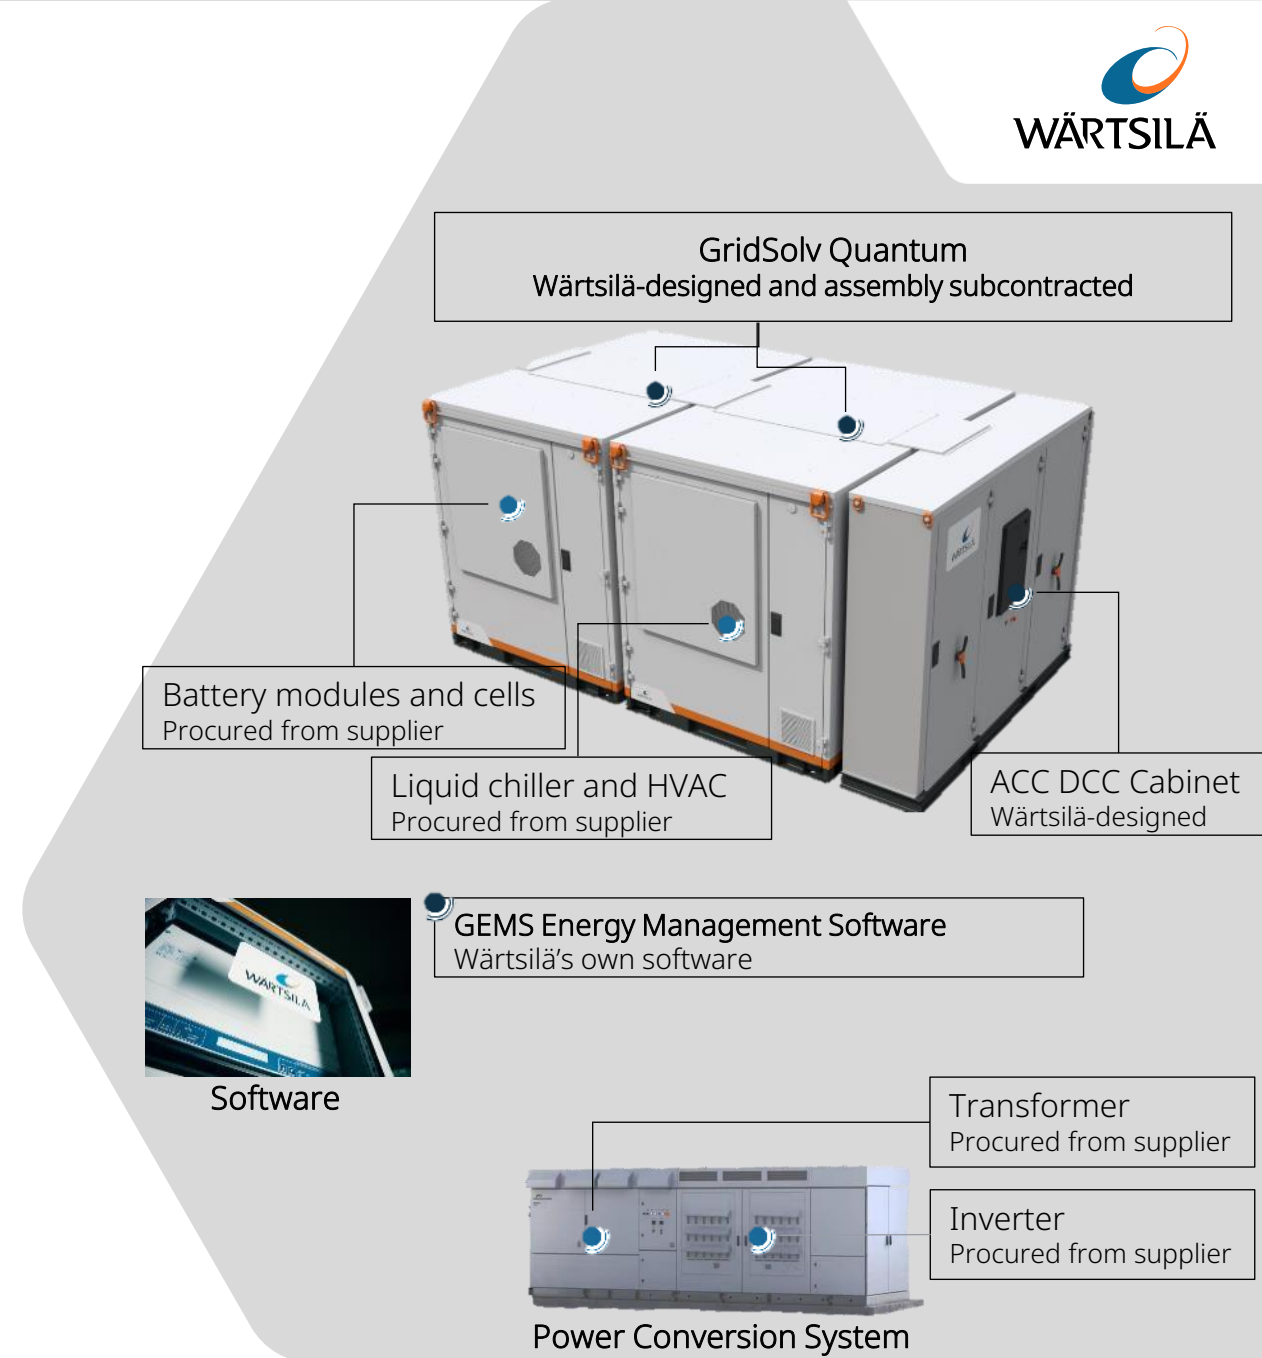 WÄRTSILÄ
GridSolv Quantum
Wärtsilä-designed and assembly subcontracted
WÄRTSILÄ
Battery modules and cells
Procured from supplier
Liquid chiller and HVAC
Procured from supplier
ACC DCC Cabinet
Wärtsilä-designed
GEMS Energy Management Software
Wärtsilä’s own software
WÄRTSILÄ
Software
Transformer
Procured from supplier
Inverter
Procured from supplier
Power Conversion System